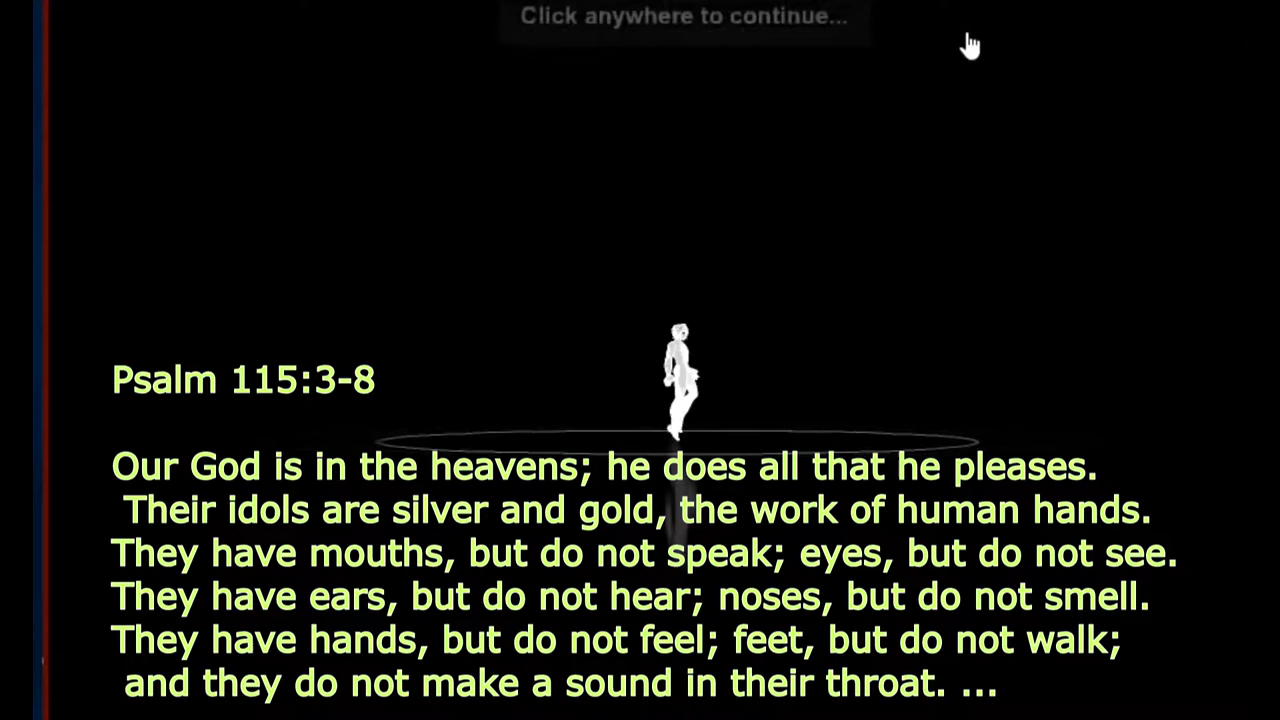 Click anywhere to continue...
Psalm 115:3-8
Our God is in the heavens; he does all that he pleases.
Their idols are silver and gold, the work of human hands.
They have mouths, but do not speak; eyes, but do not see.
They have ears, but do not hear; noses, but do not smell.
They have hands, but do not feel; feet, but do not walk;
and they do not make a sound in their throat. ...